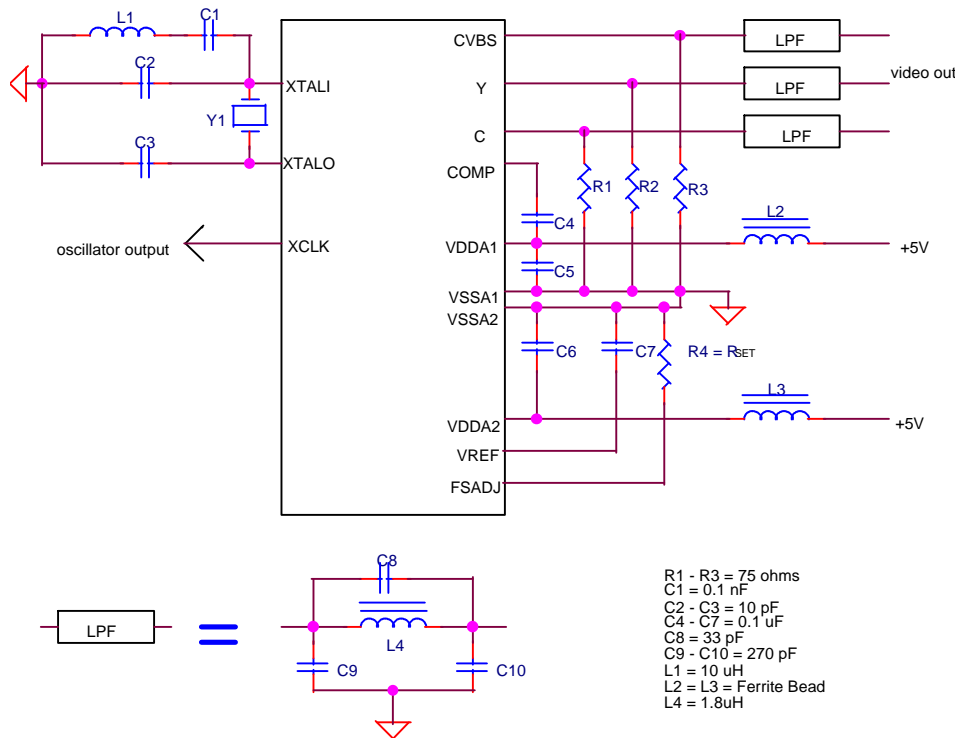 L1
C1
CVBS
LPF
C2
XTALI
Y
LPF
video out
Y1
C
LPF
C3
XTALO
COMP
R1
R2
R3
C4
L2
oscillator output
XCLK
VDDA1
+5V
C5
VSSA1
VSSA2
C6
C7
R4 = RSET
L3
VDDA2
+5V
VREF
FSADJ
C8
LPF
=
L4
C9
C10
R1 - R3 = 75 ohms
C1 = 0.1 nF
C2 - C3 = 10 pF
C4 - C7 = 0.1 uF
C8 = 33 pF
C9 - C10 = 270 pF
L1 = 10 uH
L2 = L3 = Ferrite Bead
L4 = 1.8uH